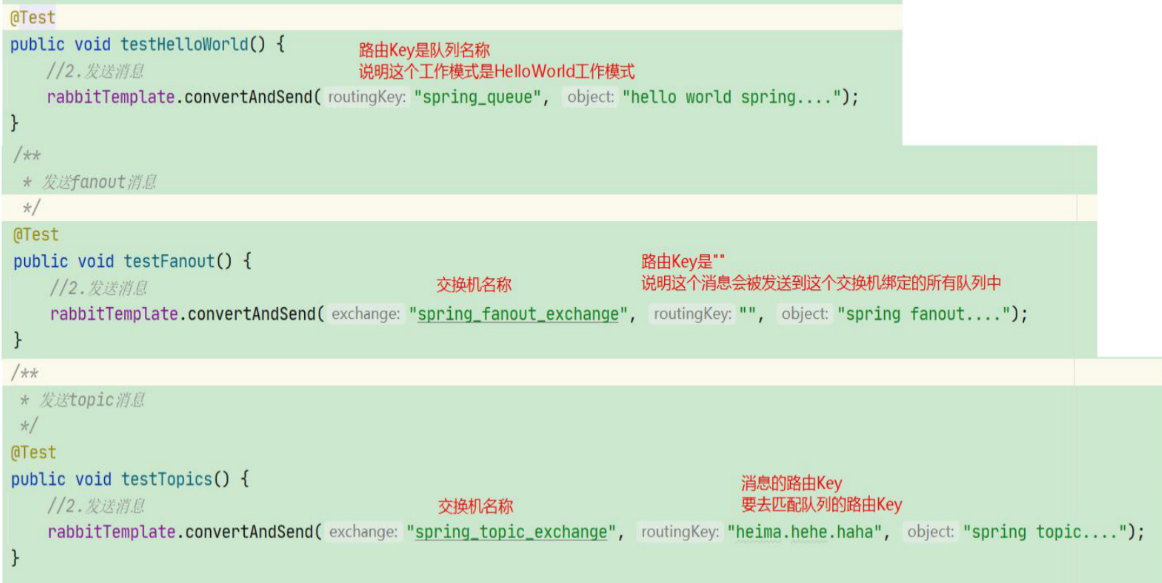 @Test
public void testHelloWorld() {
路由Key是队列名称
//2.发送消息
说明这个工作模式是HelloWorld工作模式
rabbitTemplate.convertAndSend( routingKey: "spring_queue", object: "hello world spring....");
}
/**
* 发送fanout消息
*/
@Test
public void testFanout() {
路由Key是""
//2.发送消息
交换机名称
说明这个消息会被发送到这个交换机绑定的所有队列中
rabbitTemplate.convertAndSend( exchange: "spring_fanout_exchange", routingKey: "", object: "spring fanout....");
}
/**
* 发送topic消息
*/
@Test
public void testTopics() {
消息的路由Key
//2.发送消息
交换机名称
要去匹配队列的路由Key
rabbitTemplate.convertAndSend( exchange: "spring_topic_exchange", routingKey: "heima.hehe.haha", object: "spring topic....");
}